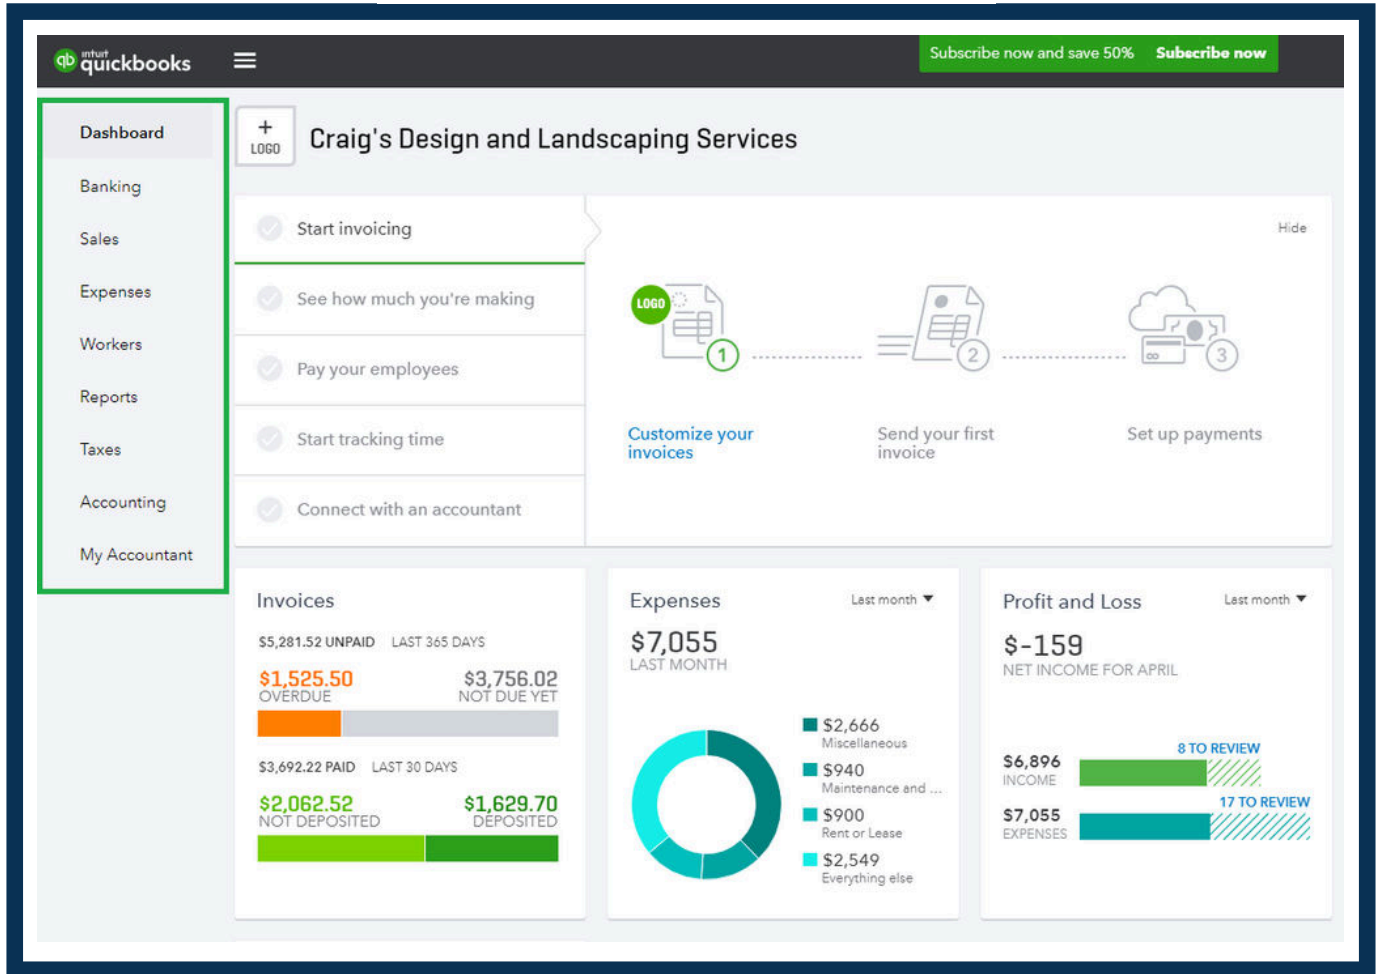 qb intuit quickbooks
Subscribe now and save 50% Subscribe now
Dashboard
Banking
Sales
Expenses
Workers
Reports
Taxes
Accounting
My Accountant
+
LOGO
Craig's Design and Landscaping Services
Start invoicing
See how much you're making
Pay your employees
Start tracking time
Connect with an accountant
Hide
LOGO
1
2
3
Customize your
invoices
Send your first
invoice
Set up payments
Invoices
$5,281.52 UNPAID LAST 365 DAYS
$1,525.50 $3,756.02
OVERDUE NOT DUE YET
$3,692.22 PAID LAST 30 DAYS
$2,062.52 $1,629.70
NOT DEPOSITED DEPOSITED
Expenses Last month
$7,055
LAST MONTH
$2,666
Miscellaneous
$940
Maintenance and ...
$900
Rent or Lease
$2,549
Everything else
Profit and Loss Last month
$-159
NET INCOME FOR APRIL
8 TO REVIEW
$6,896
INCOME
17 TO REVIEW
$7,055
EXPENSES